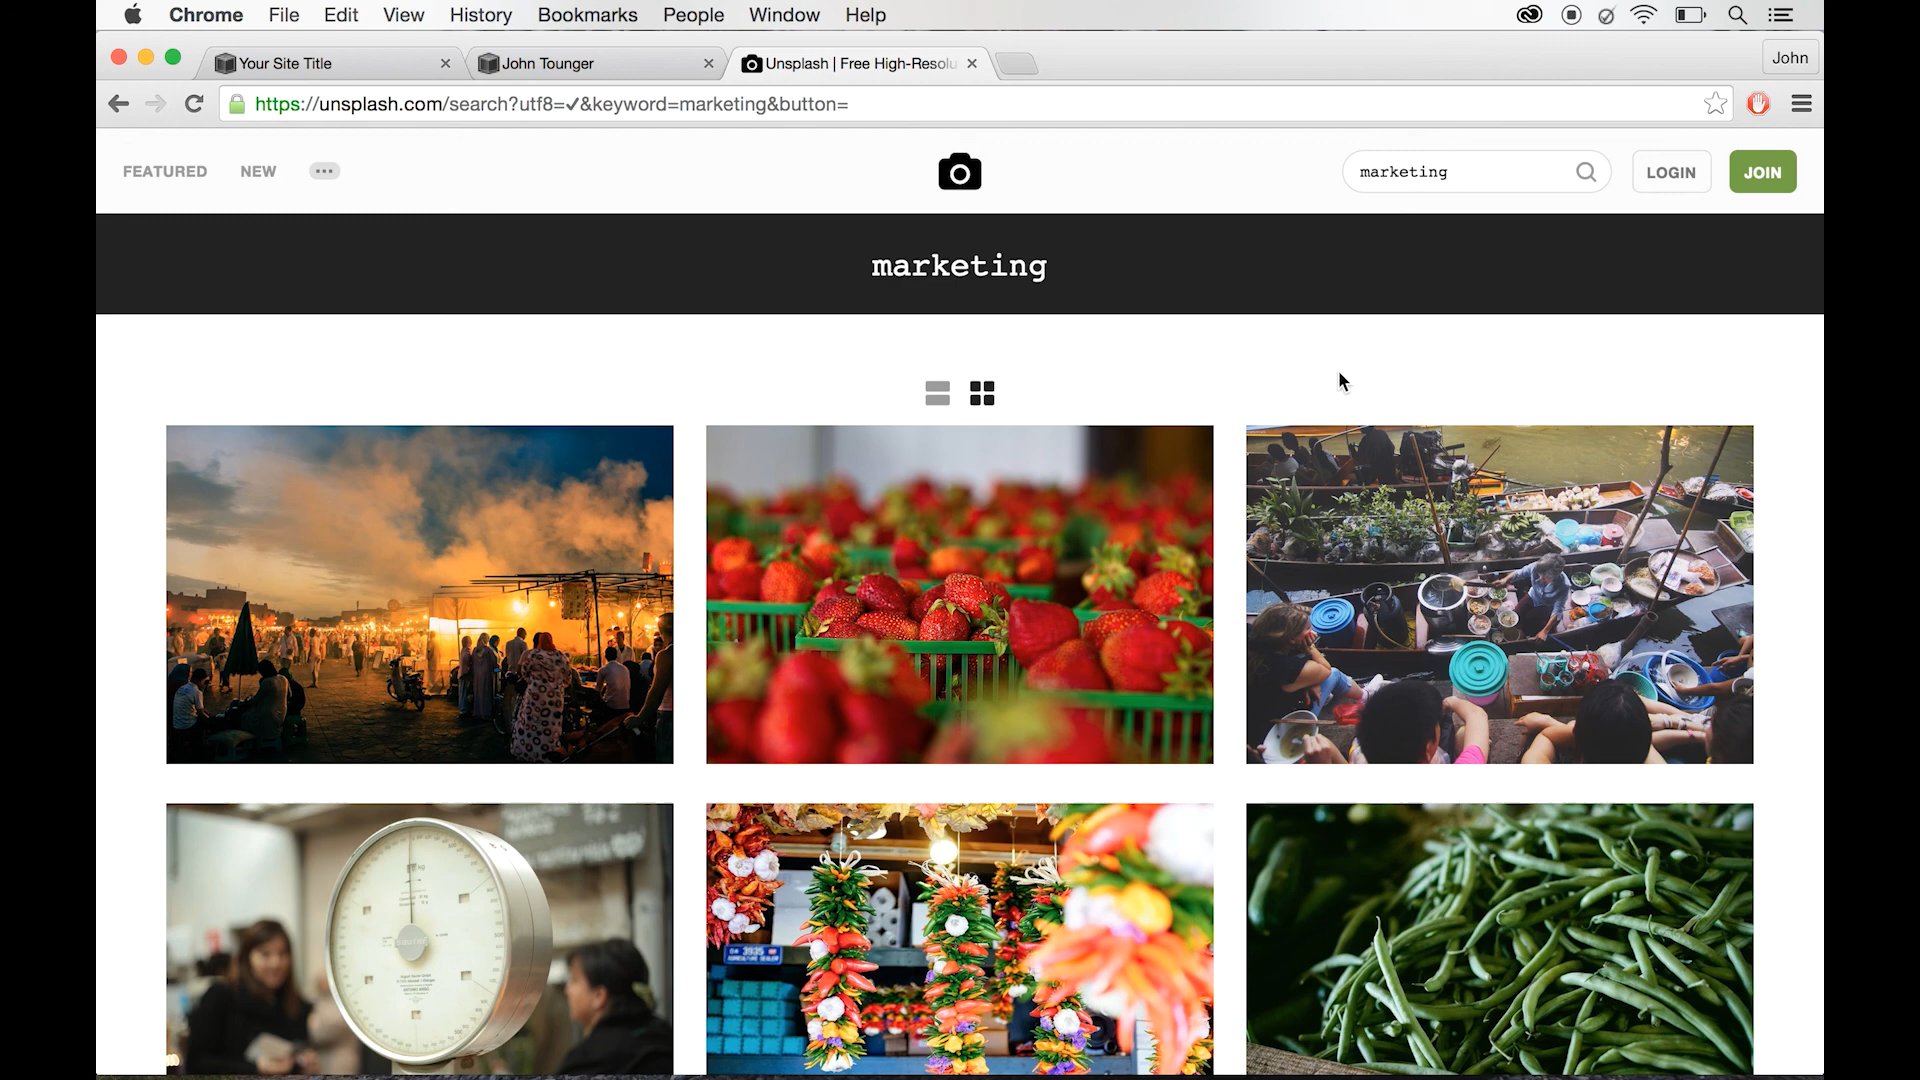 Chrome File Edit View History Bookmarks People Window Help
Your Site Title
John Tounger
Unsplash | Free High-Resolu
John
https://unsplash.com/search?utf8=✓&keyword=marketing&button=
FEATURED NEW
marketing
LOGIN
JOIN
marketing